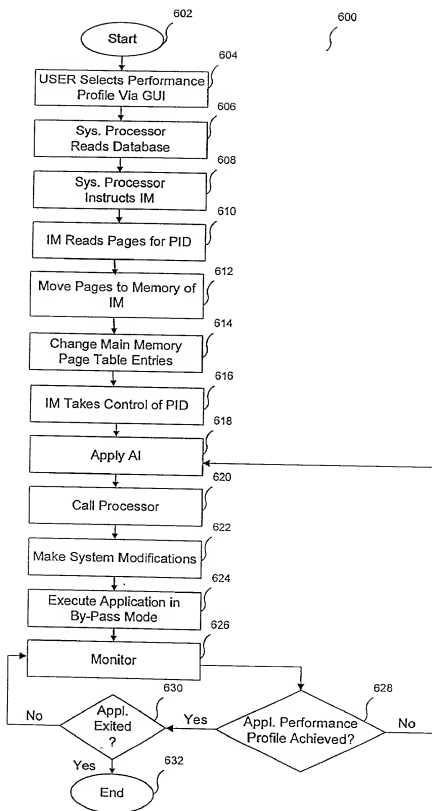 602
Start
600
604
USER Selects Performance
Profile Via GUI
606
Sys. Processor
Reads Database
608
Sys. Processor
Instructs IM
610
IM Reads Pages for PID
612
Move Pages to Memory of
IM
614
Change Main Memory
Page Table Entries
616
IM Takes Control of PID
618
Apply AI
620
Call Processor
622
Make System Modifications
624
Execute Application in
By-Pass Mode
626
Monitor
628
Appl. Performance
Profile Achieved?
No
Yes
630
Appl.
Exited
?
No
Yes
632
End